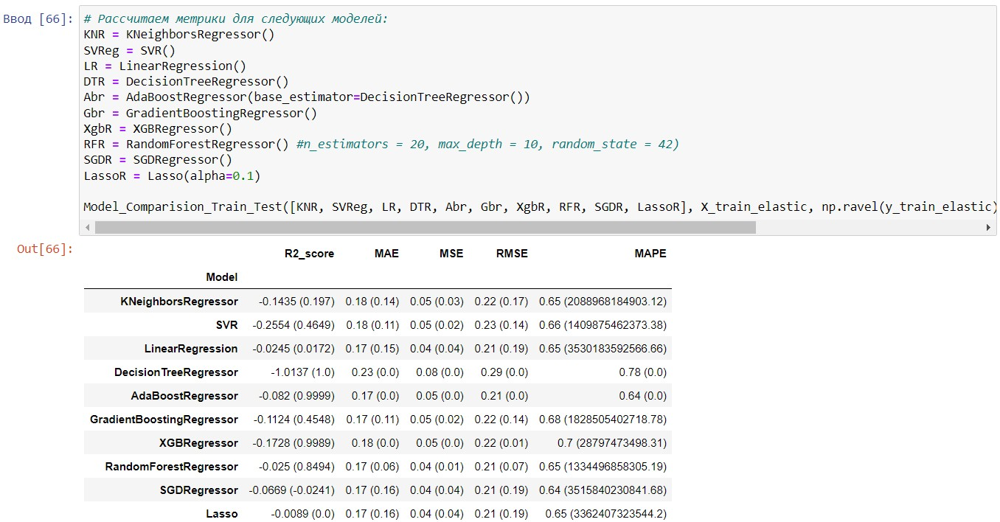 Ввод [66]: # Рассчитаем метрики для следующих моделей:
KNR = KNeighborsRegressor()
SVReg = SVR()
LR = LinearRegression()
DTR = DecisionTreeRegressor()
Abr = AdaBoostRegressor(base_estimator=DecisionTreeRegressor())
Gbr = GradientBoostingRegressor()
XgbR = XGBRegressor()
RFR = RandomForestRegressor() #n_estimators = 20, max_depth = 10, random_state = 42)
SGDR = SGDRegressor()
LassoR = Lasso(alpha=0.1)
Model_Comparision_Train_Test([KNR, SVReg, LR, DTR, Abr, Gbr, XgbR, RFR, SGDR, LassoR], X_train_elastic, np.ravel(y_train_elastic)
Out[66]:
R2_score MAE MSE RMSE MAPE
Model
KNeighborsRegressor -0.1435 (0.197) 0.18 (0.14) 0.05 (0.03) 0.22 (0.17) 0.65 (2088968184903.12)
SVR -0.2554 (0.4649) 0.18 (0.11) 0.05 (0.02) 0.23 (0.14) 0.66 (1409875462373.38)
LinearRegression -0.0245 (0.0172) 0.17 (0.15) 0.04 (0.04) 0.21 (0.19) 0.65 (3530183592566.66)
DecisionTreeRegressor -1.0137 (1.0) 0.23 (0.0) 0.08 (0.0) 0.29 (0.0) 0.78 (0.0)
AdaBoostRegressor -0.082 (0.9999) 0.17 (0.0) 0.05 (0.0) 0.21 (0.0) 0.64 (0.0)
GradientBoostingRegressor -0.1124 (0.4548) 0.17 (0.11) 0.05 (0.02) 0.22 (0.14) 0.68 (1828505402718.78)
XGBRegressor -0.1728 (0.9989) 0.18 (0.0) 0.05 (0.0) 0.22 (0.01) 0.7 (28797473498.31)
RandomForestRegressor -0.025 (0.8494) 0.17 (0.06) 0.04 (0.01) 0.21 (0.07) 0.65 (1334496858305.19)
SGDRegressor -0.0669 (-0.0241) 0.17 (0.16) 0.04 (0.04) 0.21 (0.19) 0.64 (3515840230841.68)
Lasso -0.0089 (0.0) 0.17 (0.16) 0.04 (0.04) 0.21 (0.19) 0.65 (3362407323544.2)